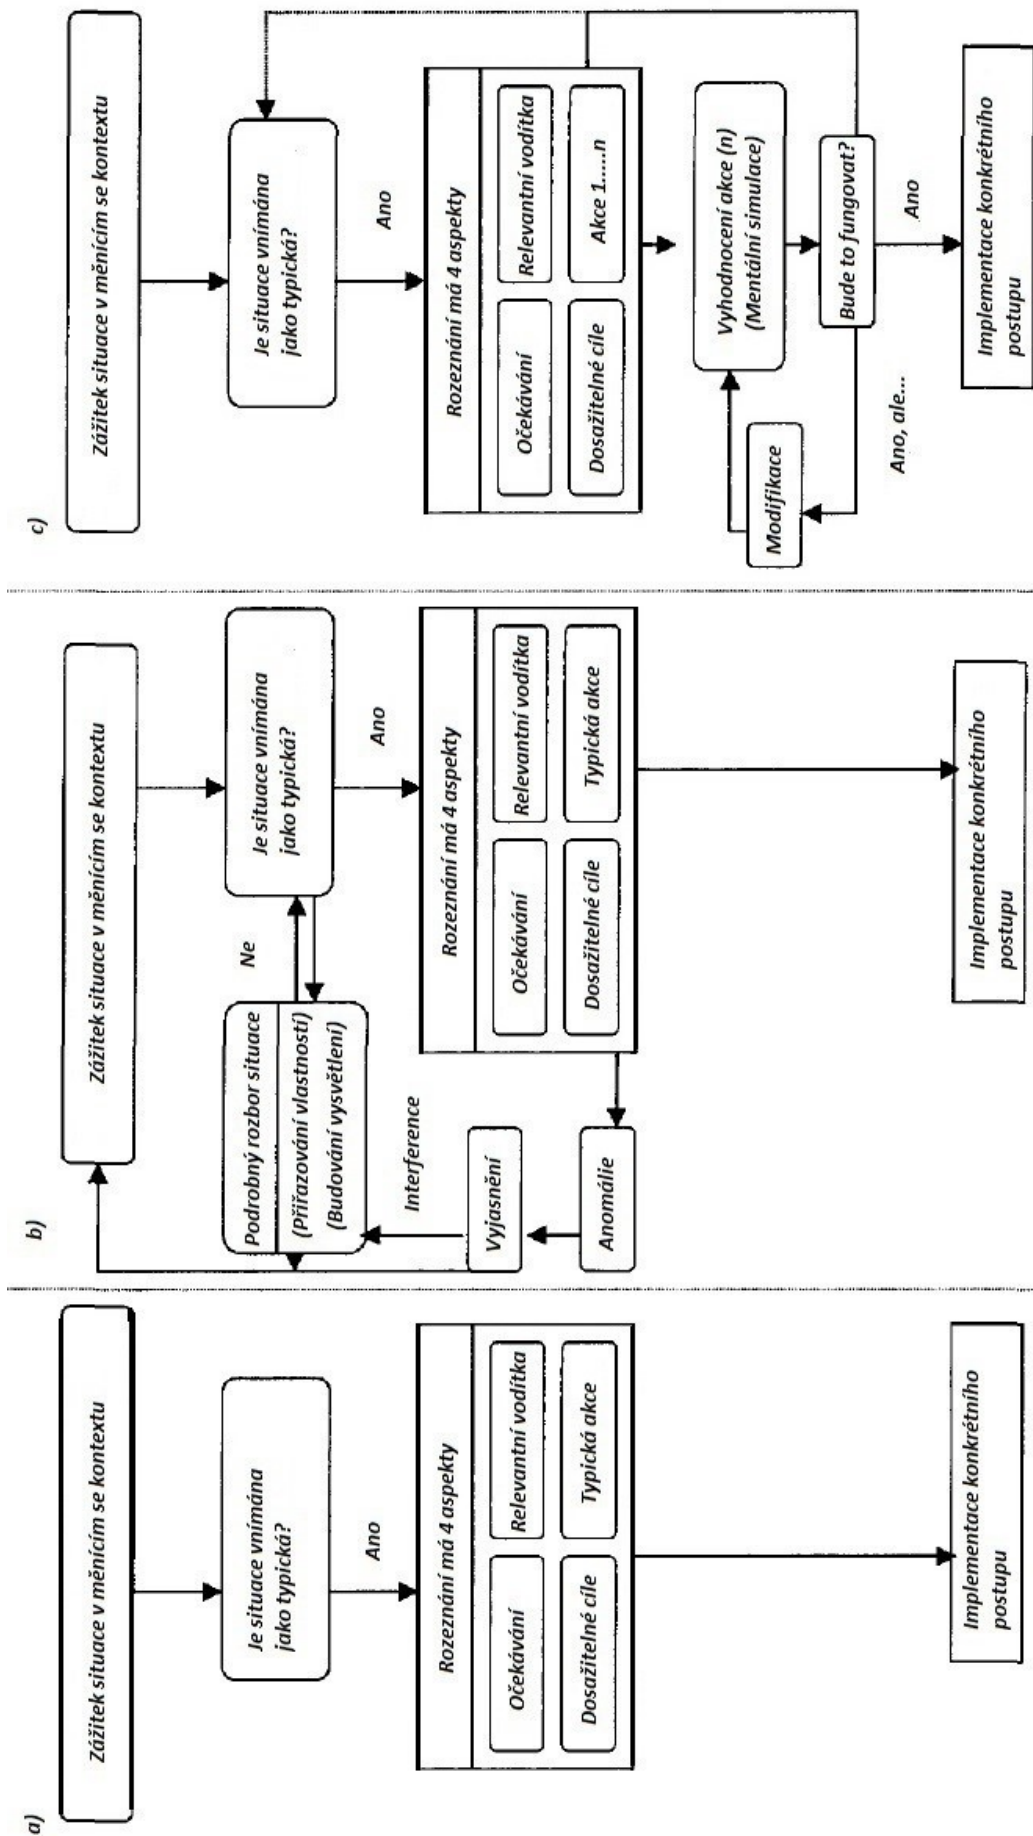 a)
Zážitek situace v měnícím se kontextu
Je situace vnímána
jako typická?
Ano
Rozeznání má 4 aspekty
Očekávání
Relevantní vodítka
Dosažitelné cíle
Typická akce
Implementace konkrétního
postupu
b)
Zážitek situace v měnícím se kontextu
Podrobný rozbor situace
(Přiřazování vlastností)
(Budování vysvětlení)
Ne
Je situace vnímána
jako typická?
Ano
Interference
Vyjasnění
Anomálie
Rozeznání má 4 aspekty
Očekávání
Relevantní vodítka
Dosažitelné cíle
Typická akce
Implementace konkrétního
postupu
c)
Zážitek situace v měnícím se kontextu
Je situace vnímána
jako typická?
Ano
Rozeznání má 4 aspekty
Očekávání
Relevantní vodítka
Dosažitelné cíle
Akce 1.....n
Vyhodnocení akce (n)
(Mentální simulace)
Modifikace
Bude to fungovat?
Ano, ale...
Ano
Implementace konkrétního
postupu